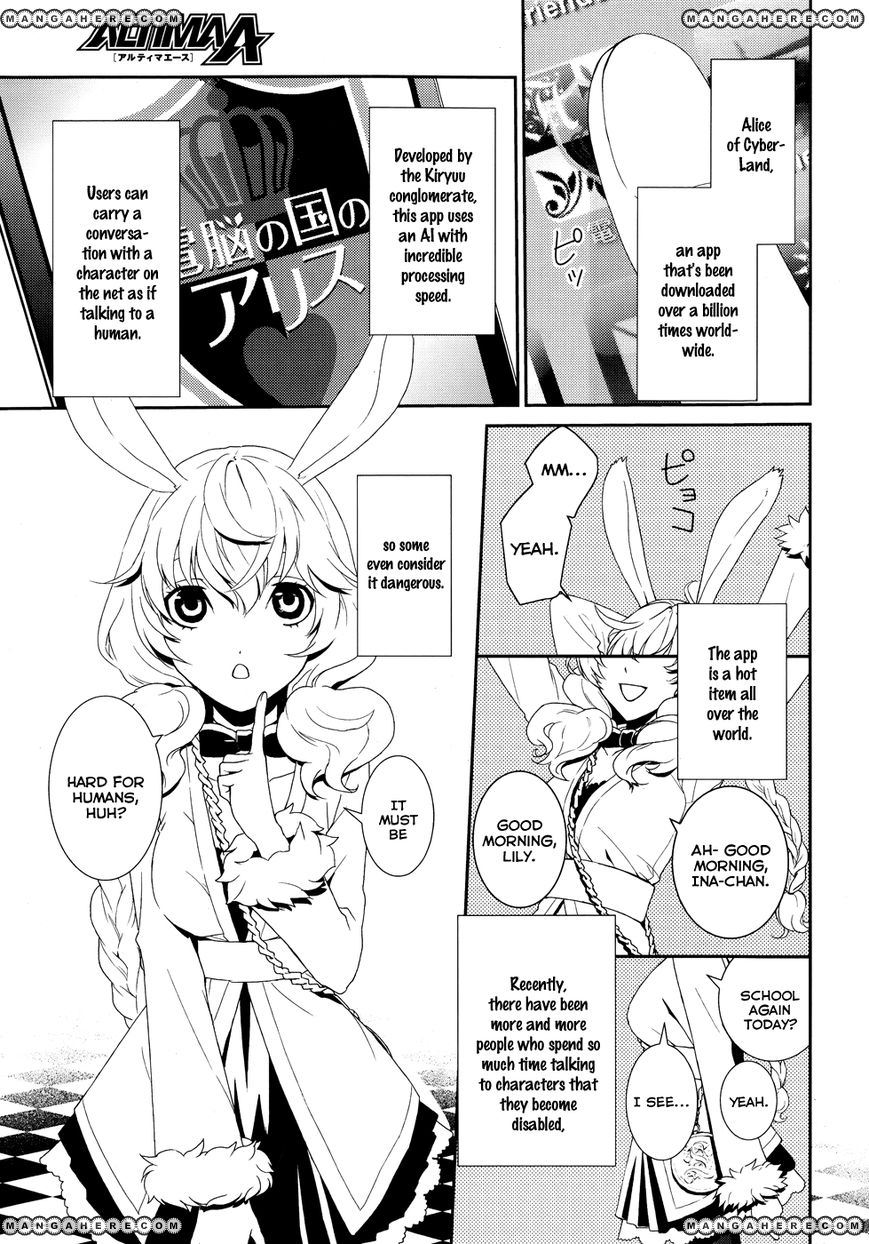 MANGAHERE.COM
MANGAHERE.COM
ALTIMA A
[アルティマエース]
friend
Alice
of Cyber-
Land,
an app
that's been
downloaded
over a billion
times world-
wide.
電
ピッ
Developed by
the Kiryuu
conglomerate,
this app uses
an AI with
incredible
processing
speed.
電脳の国の
アリス
Users can
carry a
conversa-
tion with a
character on
the net as if
talking to a
human.
ピョコ
MM...
YEAH.
The app
is a hot
item all
over the
world.
AH- GOOD
MORNING,
INA-CHAN.
GOOD
MORNING,
LILY.
SCHOOL
AGAIN
TODAY?
YEAH.
I SEE...
Recently,
there have been
more and more
people who spend so
much time talking
to characters that
they become
disabled,
so some
even consider
it dangerous.
IT
MUST
BE
HARD FOR
HUMANS,
HUH?
MANGAHERE.COM
MANGAHERE.COM